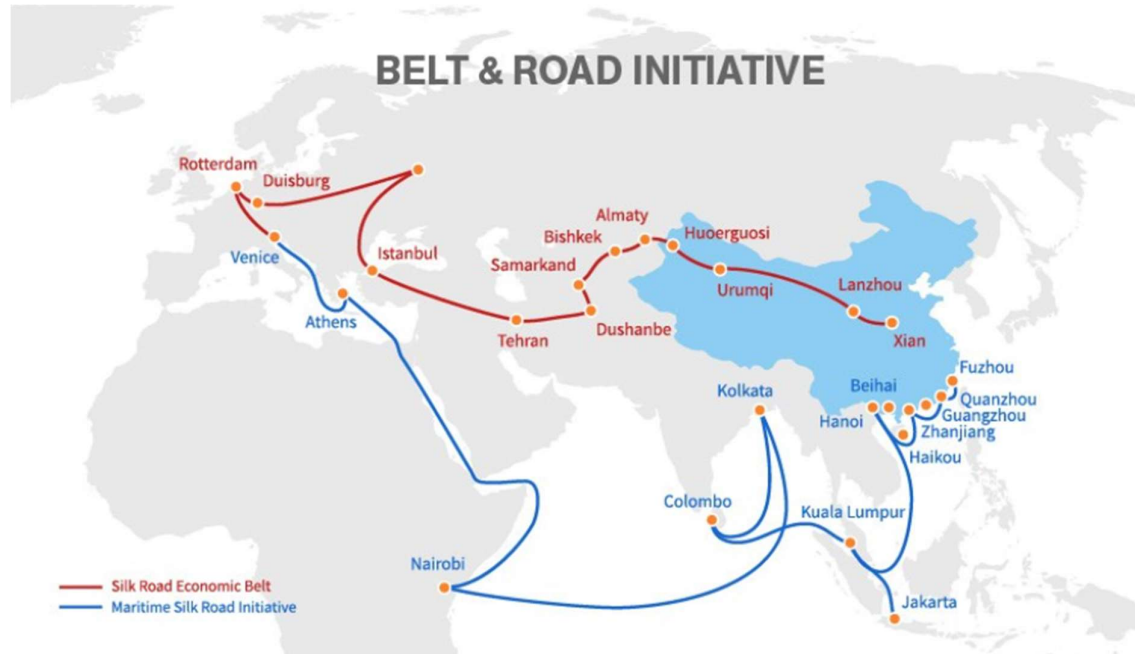 BELT & ROAD INITIATIVE
Rotterdam
Duisburg
Venice
Istanbul
Athens
Tehran
Samarkand
Bishkek
Almaty
Dushanbe
Huoerguosi
Urumqi
Lanzhou
Xian
Fuzhou
Quanzhou
Guangzhou
Zhanjiang
Haikou
Beihai
Hanoi
Kolkata
Colombo
Kuala Lumpur
Jakarta
Nairobi
Silk Road Economic Belt
Maritime Silk Road Initiative